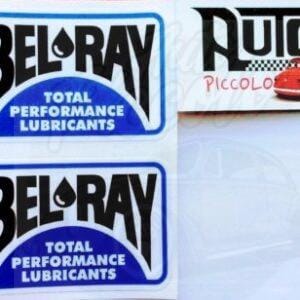 BEL-RAY
TOTAL
PERFORMANCE
LUBRICANTS
BEL-RAY
TOTAL
PERFORMANCE
LUBRICANTS
AUTO
PICCOLO